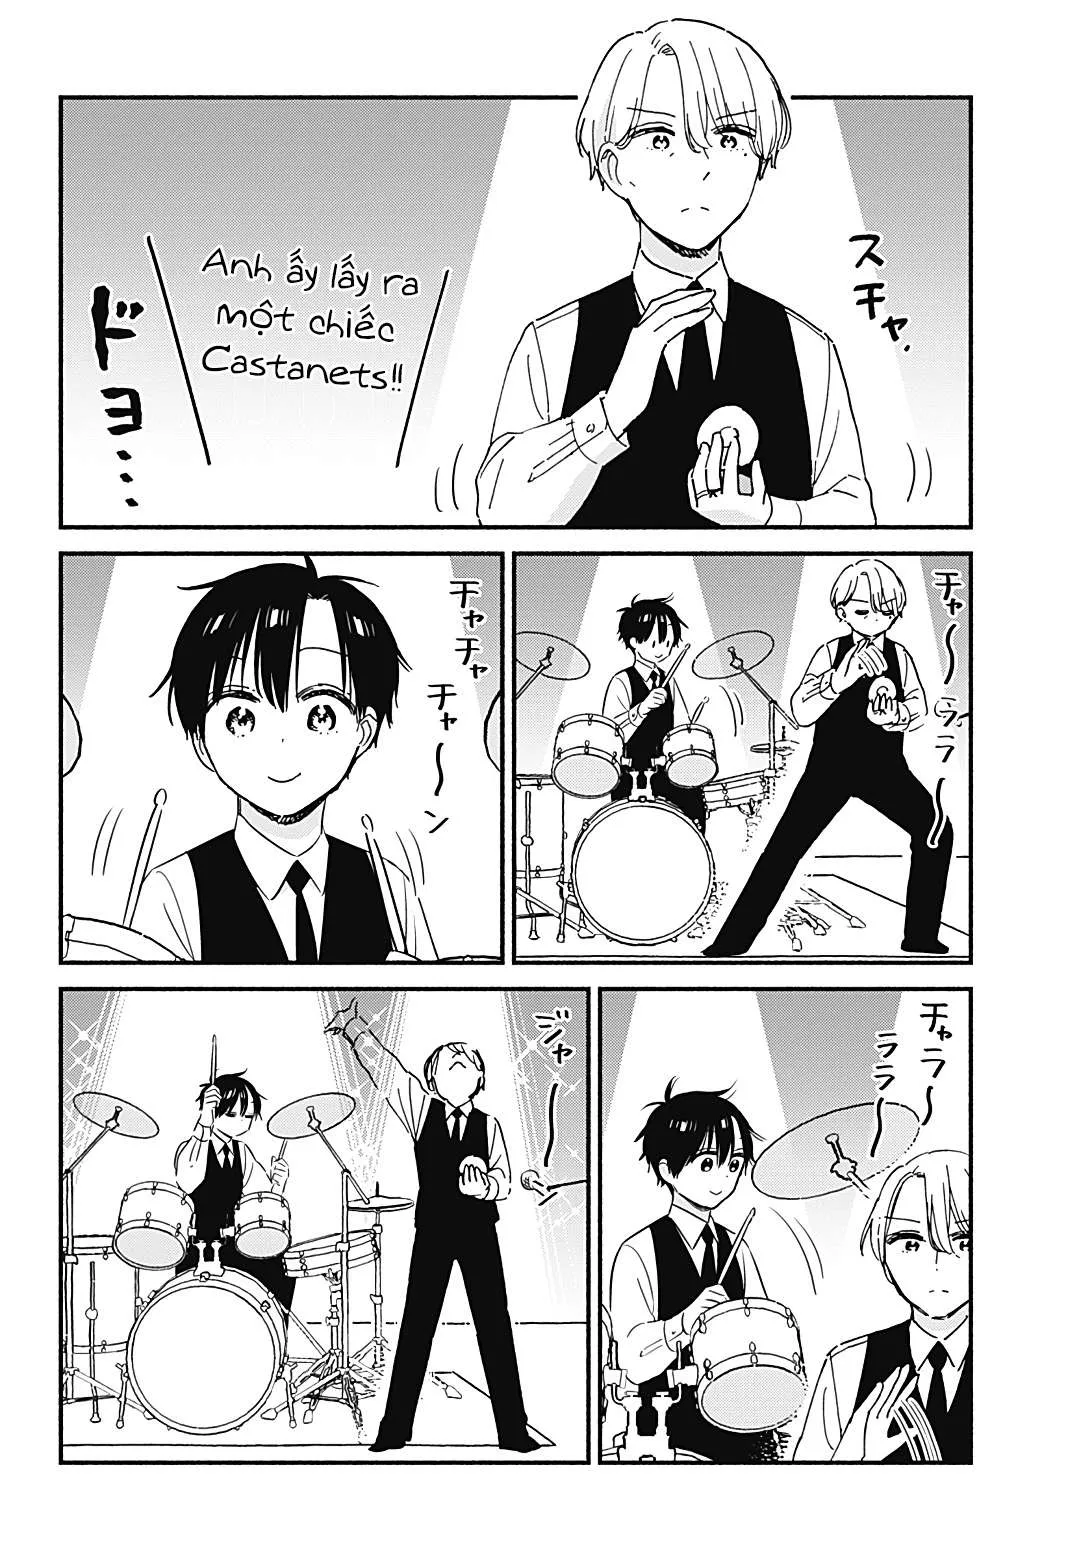 スチャ、
Anh ấy lấy ra
một chiếc
Castanets!!
ドヨ・・・
チャ〜ララ〜〜
チャチャ
チャ〜ン
チャラ〜
ララ〜〜
ジャ〜ン